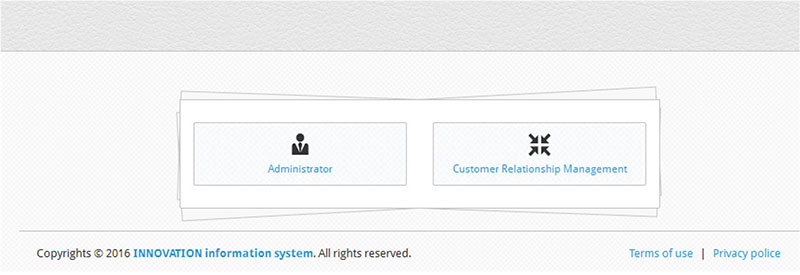 Administrator
Customer Relationship Management
Copyrights © 2016 INNOVATION information system. All rights reserved.
Terms of use | Privacy police